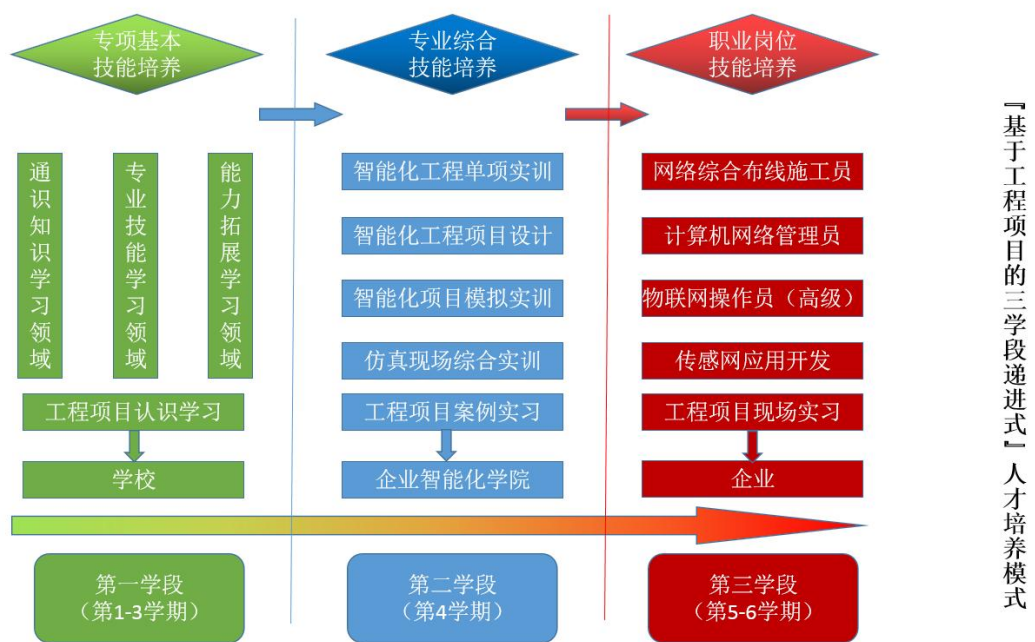 专项基本
技能培养
专业综合
技能培养
职业岗位
技能培养
通识知识学习领域
专业技能学习领域
能力拓展学习领域
工程项目认识学习
学校
智能化工程单项实训
智能化工程项目设计
智能化项目模拟实训
仿真现场综合实训
工程项目案例实习
企业智能化学院
网络综合布线施工员
计算机网络管理员
物联网操作员（高级）
传感网应用开发
工程项目现场实习
企业
第一学段
（第1-3学期）
第二学段
（第4学期）
第三学段
（第5-6学期）
『基于工程项目的三学段递进式』人才培养模式